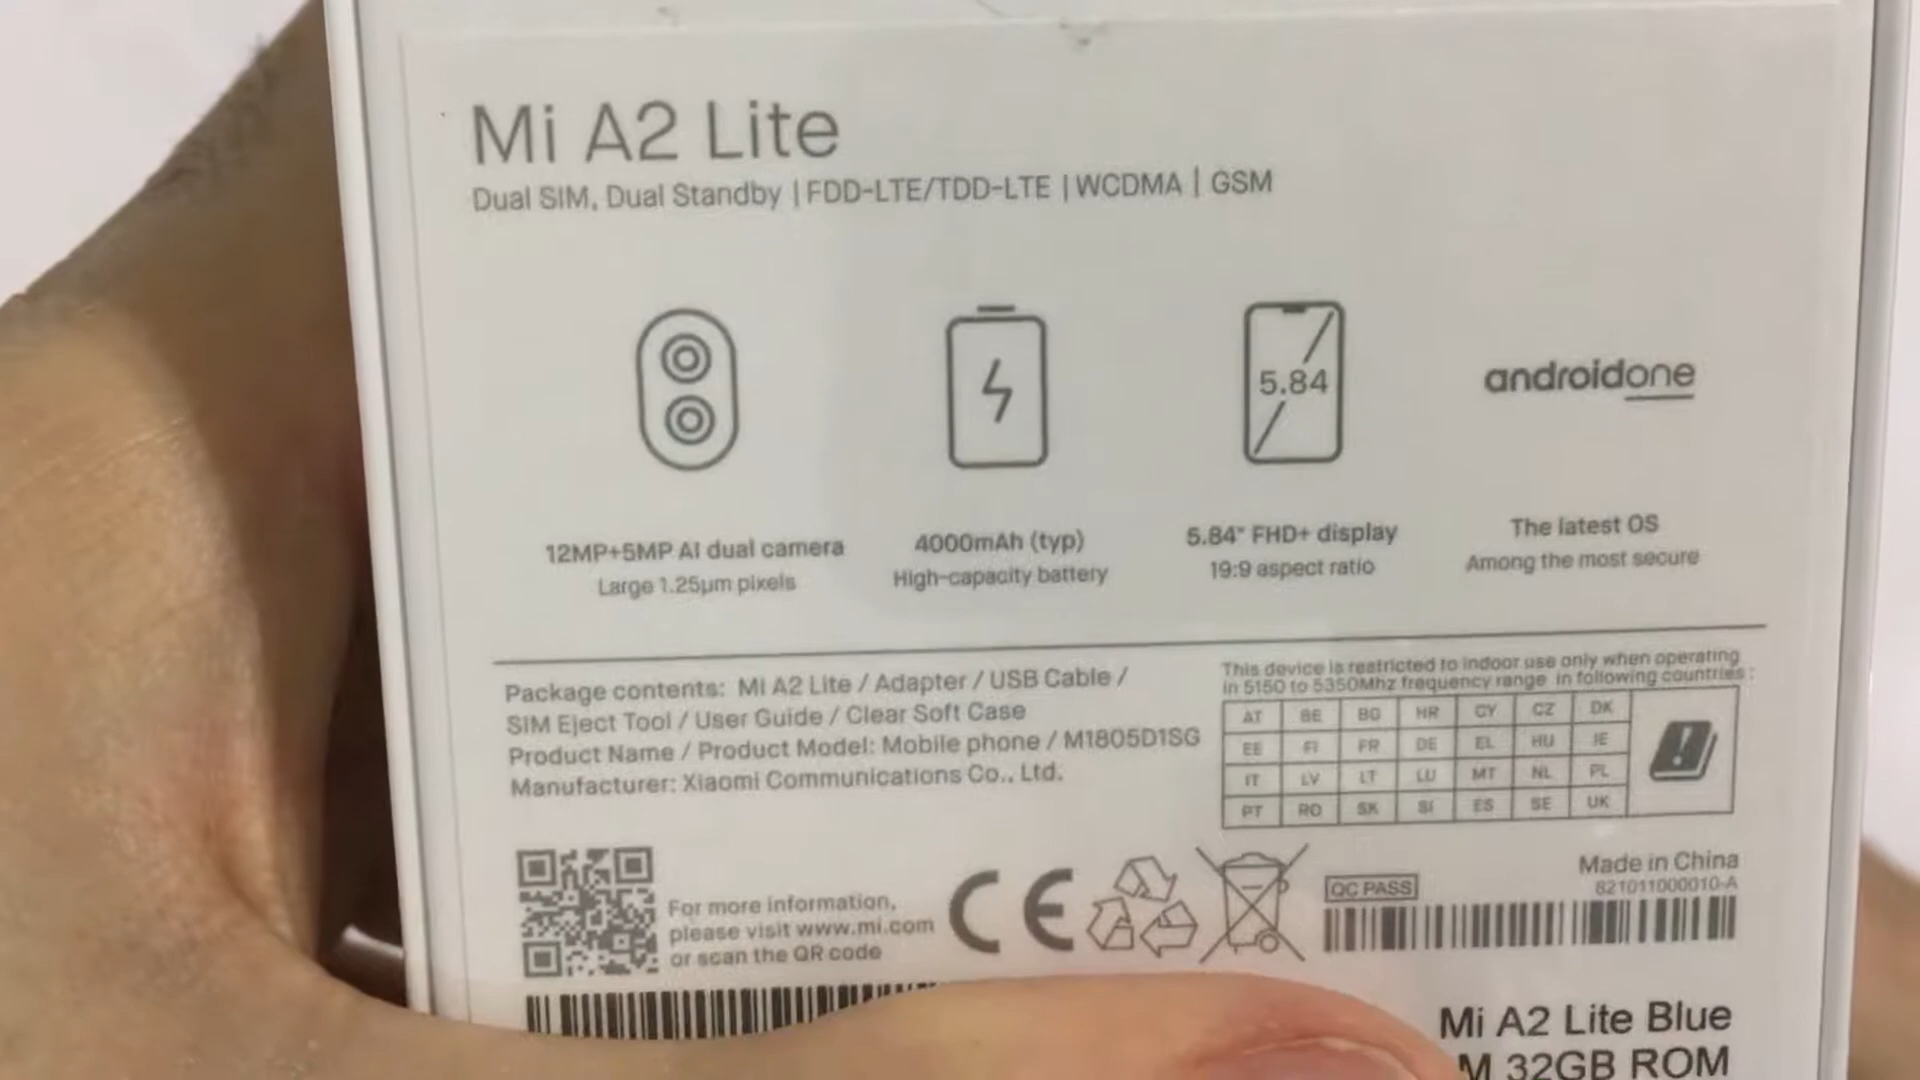 Mi A2 Lite
Dual SIM, Dual Standby | FDD-LTE/TDD-LTE | WCDMA | GSM
5.84
androidone
12MP+5MP AI dual camera
Large 1.25μm pixels
4000mAh (typ)
High-capacity battery
5.84" FHD+ display
19:9 aspect ratio
The latest OS
Among the most secure
Package contents: Mi A2 Lite / Adapter / USB Cable /
SIM Eject Tool / User Guide / Clear Soft Case
Product Name / Product Model: Mobile phone / M1805D1SG
Manufacturer: Xiaomi Communications Co., Ltd.
This device is restricted to indoor use only when operating
in 5150 to 5350Mhz frequency range in following countries:
AT BE BG HR CY CZ DK
EE FI FR DE EL HU IE
IT LV LT LU MT NL PL
PT RO SK SI ES SE UK
For more information,
please visit www.mi.com
or scan the QR code
CE
QC PASS
Made in China
821011000010-A
Mi A2 Lite Blue
M 32GB ROM